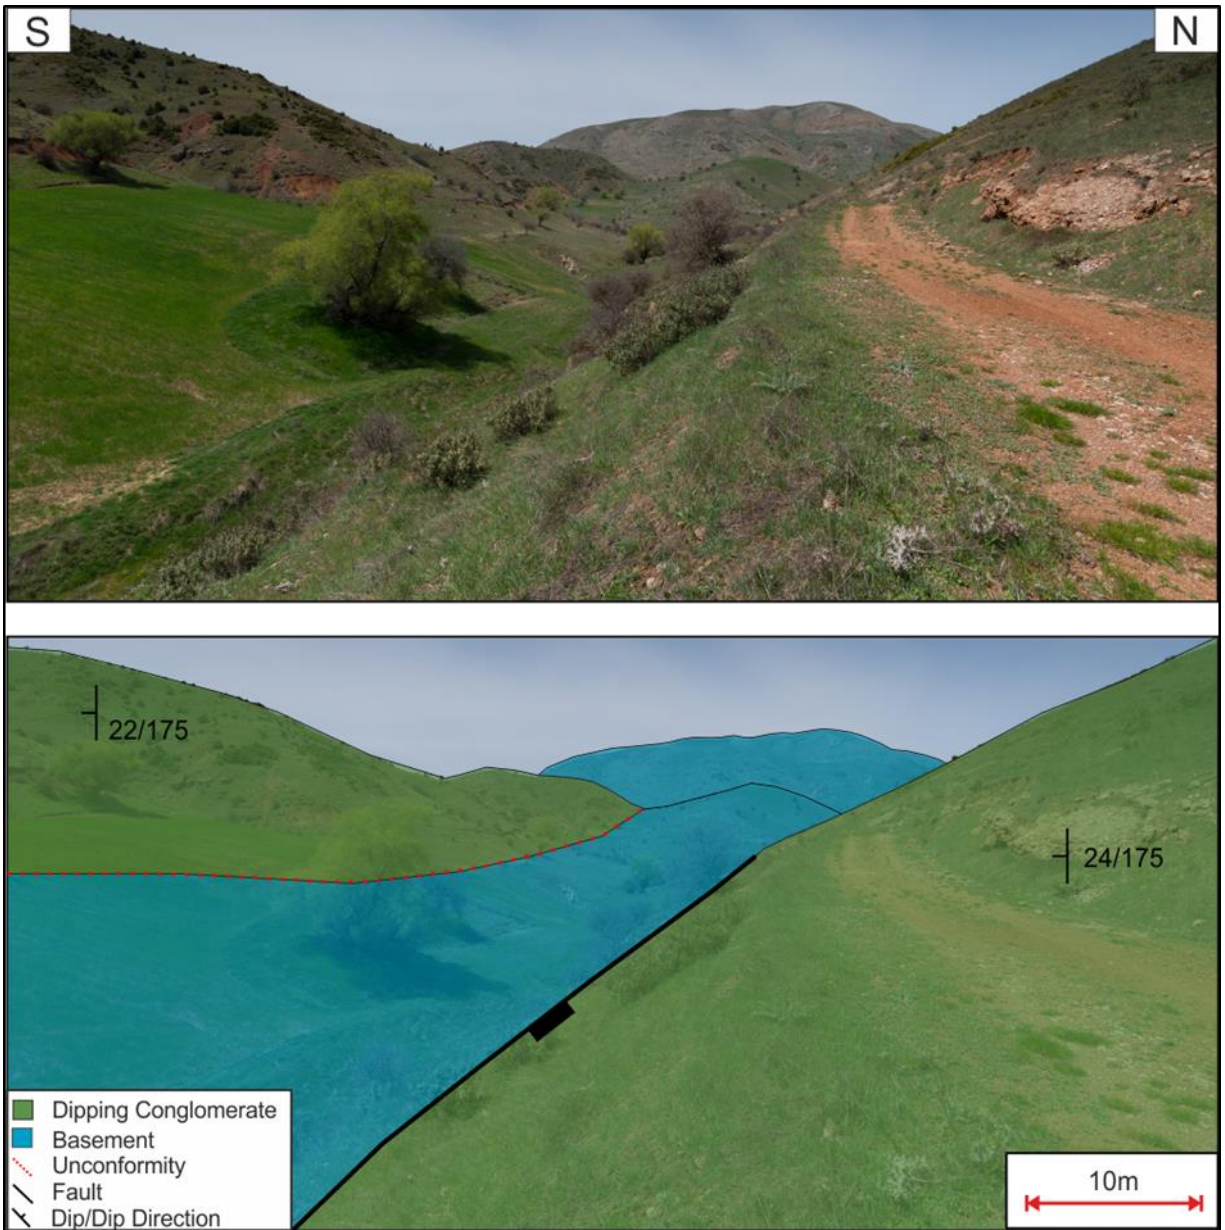 S
N
22/175
24/175
Dipping Conglomerate
Basement
Unconformity
Fault
Dip/Dip Direction
10m